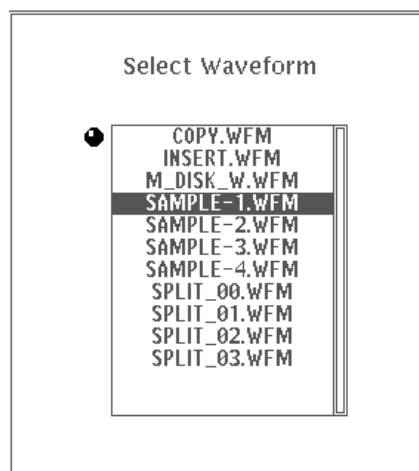 Select Waveform
COPY.WFM
INSERT.WFM
M_DISK_W.WFM
SAMPLE-1.WFM
SAMPLE-2.WFM
SAMPLE-3.WFM
SAMPLE-4.WFM
SPLIT_00.WFM
SPLIT_01.WFM
SPLIT_02.WFM
SPLIT_03.WFM